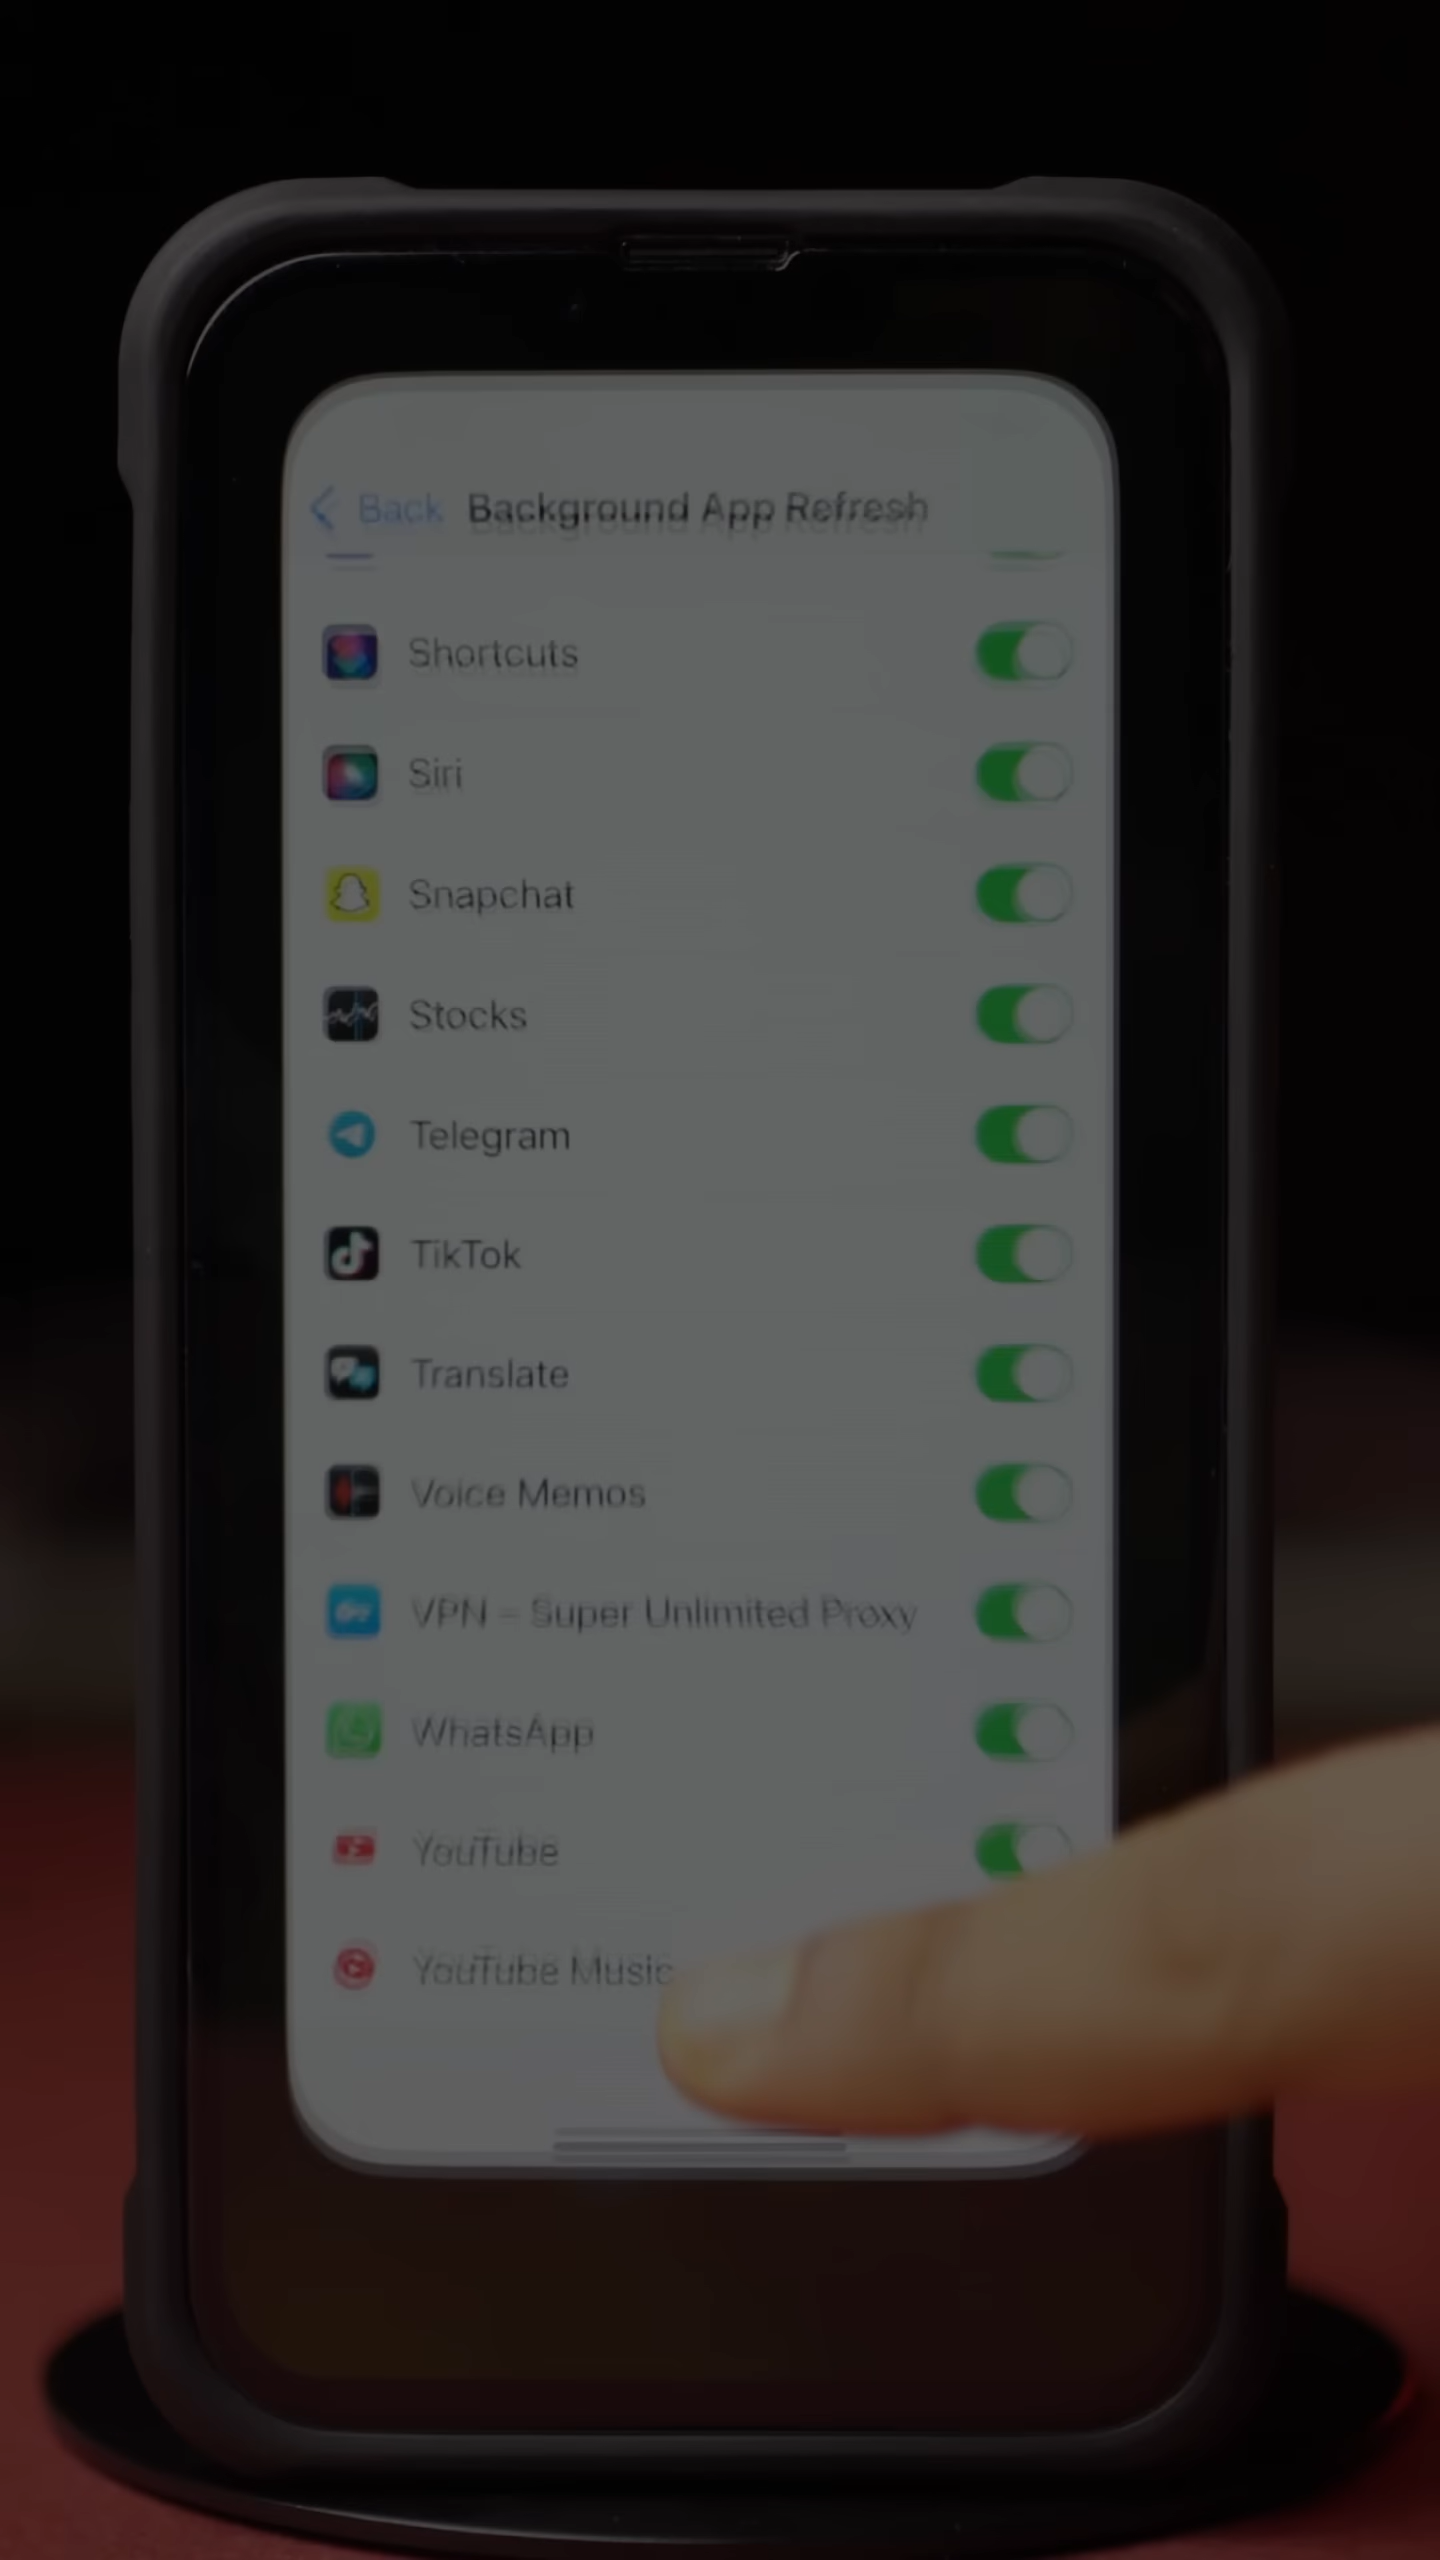 Back Background App Refresh
Shortcuts
Siri
Snapchat
Stocks
Telegram
TikTok
Translate
Voice Memos
VPN – Super Unlimited Proxy
WhatsApp
YouTube
YouTube Music